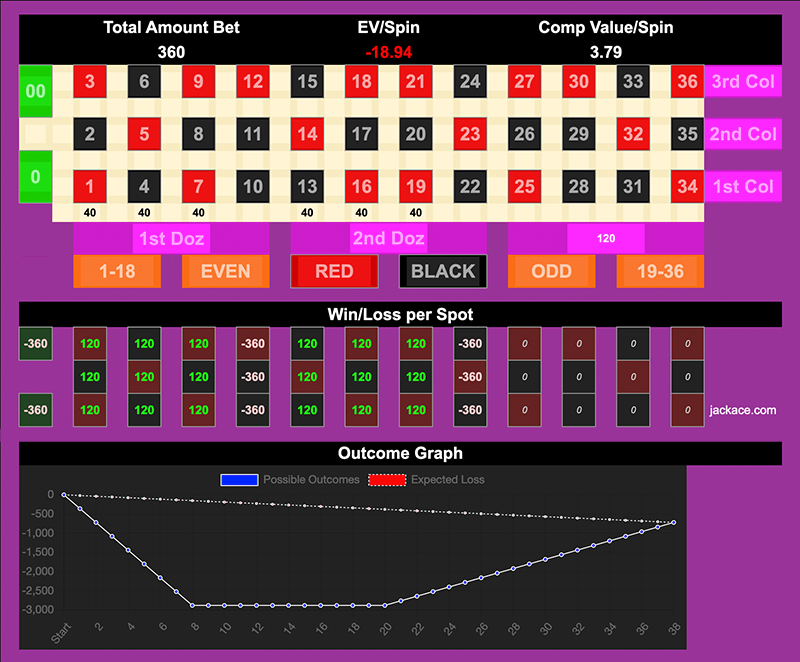 Total Amount Bet EV/Spin Comp Value/Spin
360 -18.94 3.79
00 3 6 9 12 15 18 21 24 27 30 33 36 3rd Col
2 5 8 11 14 17 20 23 26 29 32 35 2nd Col
0 1 4 7 10 13 16 19 22 25 28 31 34 1st Col
40 40 40 40 40 40
1st Doz 2nd Doz 120
1-18 EVEN RED BLACK ODD 19-36
Win/Loss per Spot
-360 120 120 120 -360 120 120 120 -360 0 0 0 0
120 120 120 -360 120 120 120 -360 0 0 0 0
-360 120 120 120 -360 120 120 120 -360 0 0 0 0 jackace.com
Outcome Graph
Possible Outcomes Expected Loss
0
-500
-1,000
-1,500
-2,000
-2,500
-3,000
Start 2 4 6 8 10 12 14 16 18 20 22 24 26 28 30 32 34 36 38